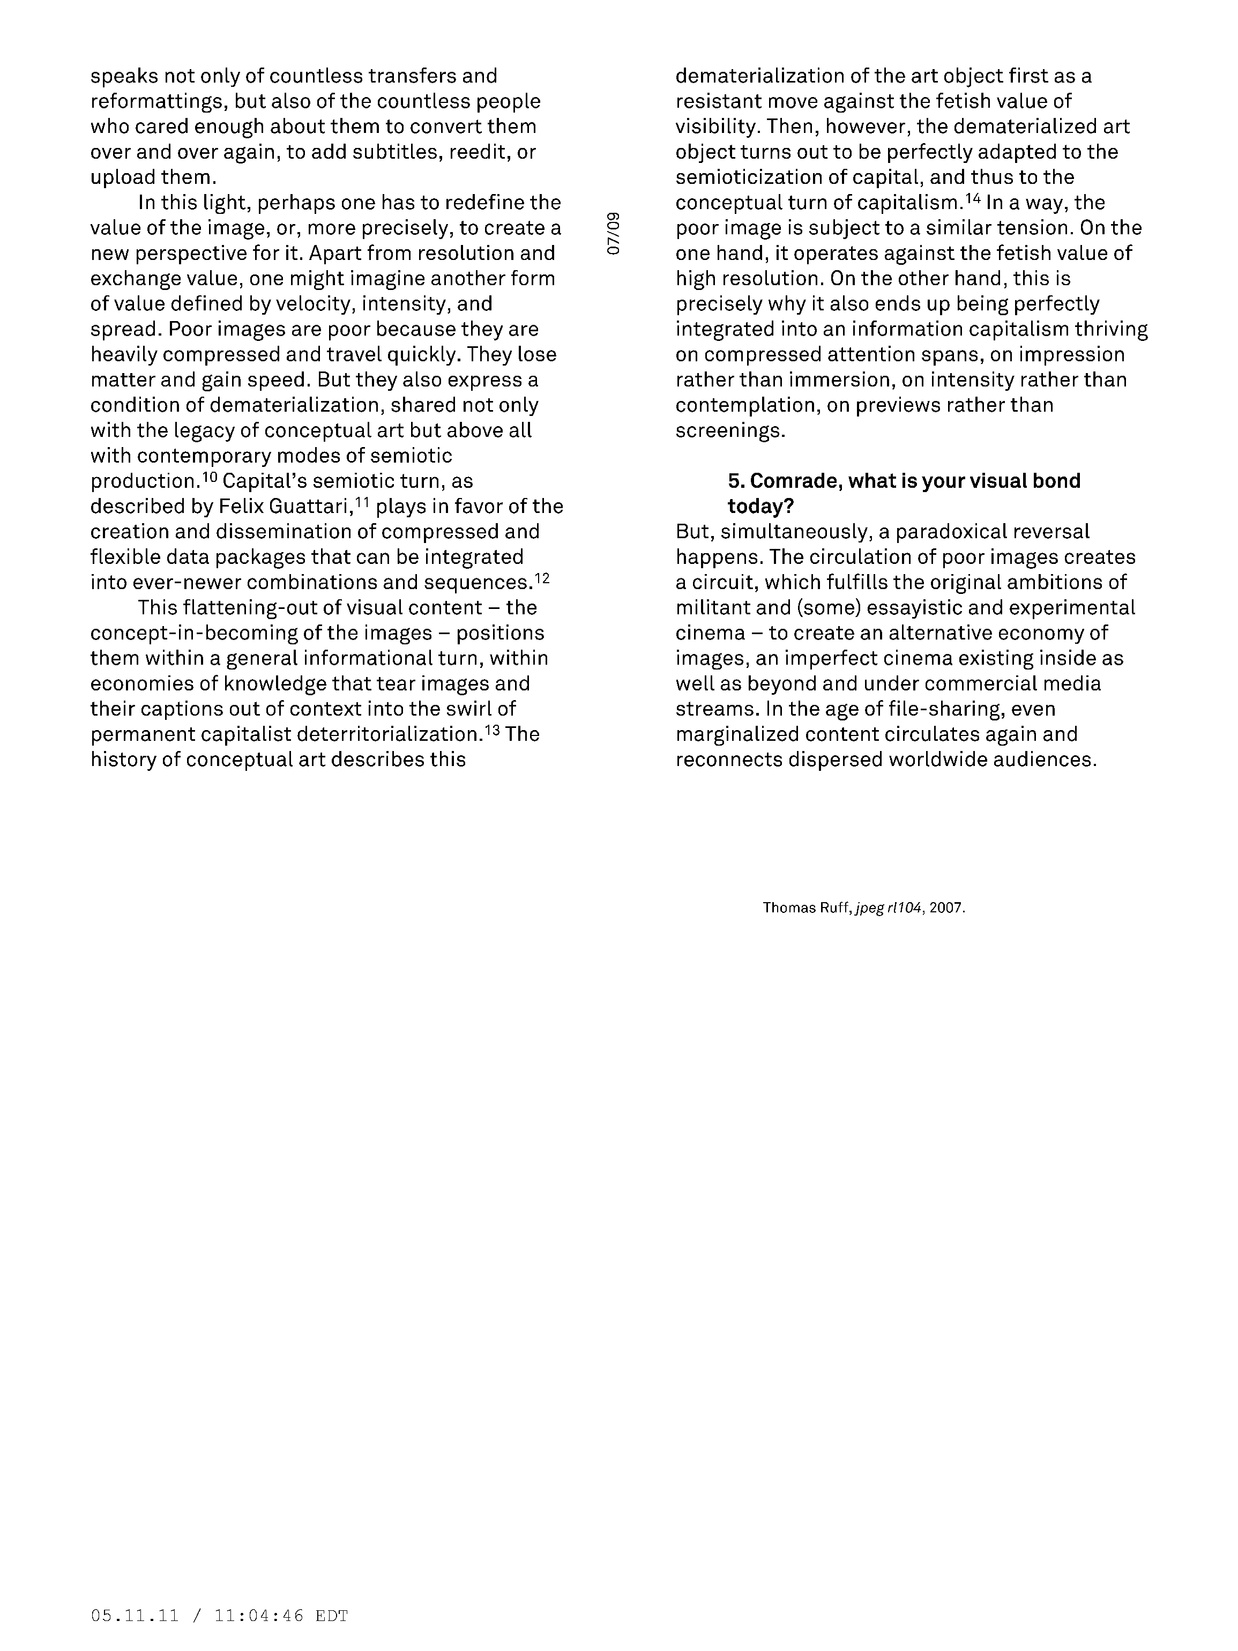 speaks not only of countless transfers and
reformattings, but also of the countless people
who cared enough about them to convert them
over and over again, to add subtitles, reedit, or
upload them.
In this light, perhaps one has to redefine the
value of the image, or, more precisely, to create a
new perspective for it. Apart from resolution and
exchange value, one might imagine another form
of value defined by velocity, intensity, and
spread. Poor images are poor because they are
heavily compressed and travel quickly. They lose
matter and gain speed. But they also express a
condition of dematerialization, shared not only
with the legacy of conceptual art but above all
with contemporary modes of semiotic
production.10 Capital’s semiotic turn, as
described by Felix Guattari,11 plays in favor of the
creation and dissemination of compressed and
flexible data packages that can be integrated
into ever-newer combinations and sequences.12
This flattening-out of visual content – the
concept-in-becoming of the images – positions
them within a general informational turn, within
economies of knowledge that tear images and
their captions out of context into the swirl of
permanent capitalist deterritorialization.13 The
history of conceptual art describes this
07/09
dematerialization of the art object first as a
resistant move against the fetish value of
visibility. Then, however, the dematerialized art
object turns out to be perfectly adapted to the
semioticization of capital, and thus to the
conceptual turn of capitalism.14 In a way, the
poor image is subject to a similar tension. On the
one hand, it operates against the fetish value of
high resolution. On the other hand, this is
precisely why it also ends up being perfectly
integrated into an information capitalism thriving
on compressed attention spans, on impression
rather than immersion, on intensity rather than
contemplation, on previews rather than
screenings.
5. Comrade, what is your visual bond
today?
But, simultaneously, a paradoxical reversal
happens. The circulation of poor images creates
a circuit, which fulfills the original ambitions of
militant and (some) essayistic and experimental
cinema – to create an alternative economy of
images, an imperfect cinema existing inside as
well as beyond and under commercial media
streams. In the age of file-sharing, even
marginalized content circulates again and
reconnects dispersed worldwide audiences.
Thomas Ruff, jpeg rl104, 2007.
05.11.11 / 11:04:46 EDT